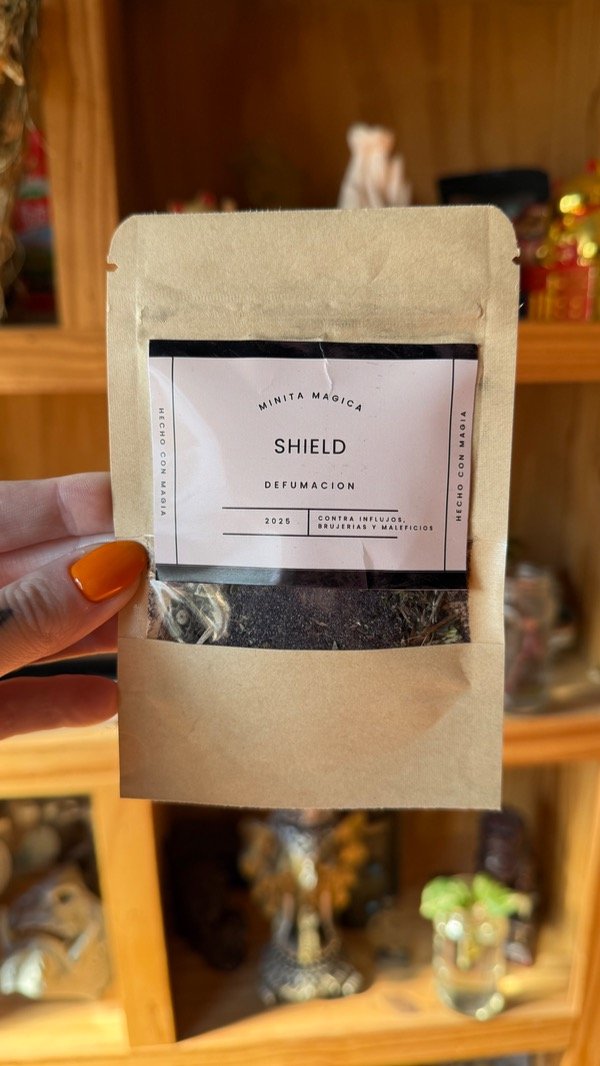 MINITA MAGICA
SHIELD
DEFUMACION
2025
CONTRA INFLUJOS,
BRUJERIAS Y MALEFICIOS
HECHO CON MAGIA
HECHO CON MAGIA